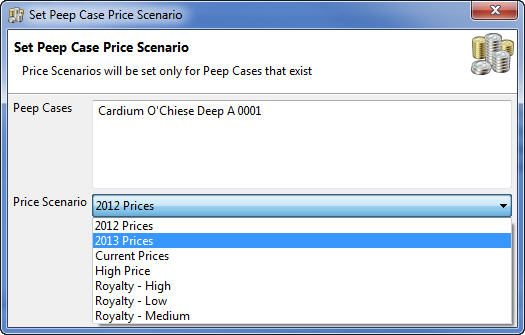 Set Peep Case Price Scenario
Set Peep Case Price Scenario
Price Scenarios will be set only for Peep Cases that exist
Peep Cases
Cardium O'Chiese Deep A 0001
Price Scenario
2012 Prices
2012 Prices
2013 Prices
Current Prices
High Price
Royalty - High
Royalty - Low
Royalty - Medium